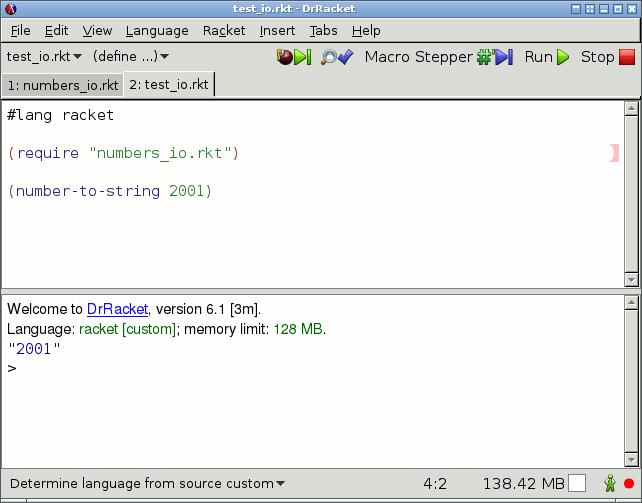 test_io.rkt - DrRacket
File Edit View Language Racket Insert Tabs Help
test_io.rkt (define ...) Macro Stepper Run Stop
1: numbers_io.rkt 2: test_io.rkt
#lang racket
(require "numbers_io.rkt")
(number-to-string 2001)
Welcome to DrRacket, version 6.1 [3m].
Language: racket [custom]; memory limit: 128 MB.
"2001"
>
Determine language from source custom 4:2 138.42 MB